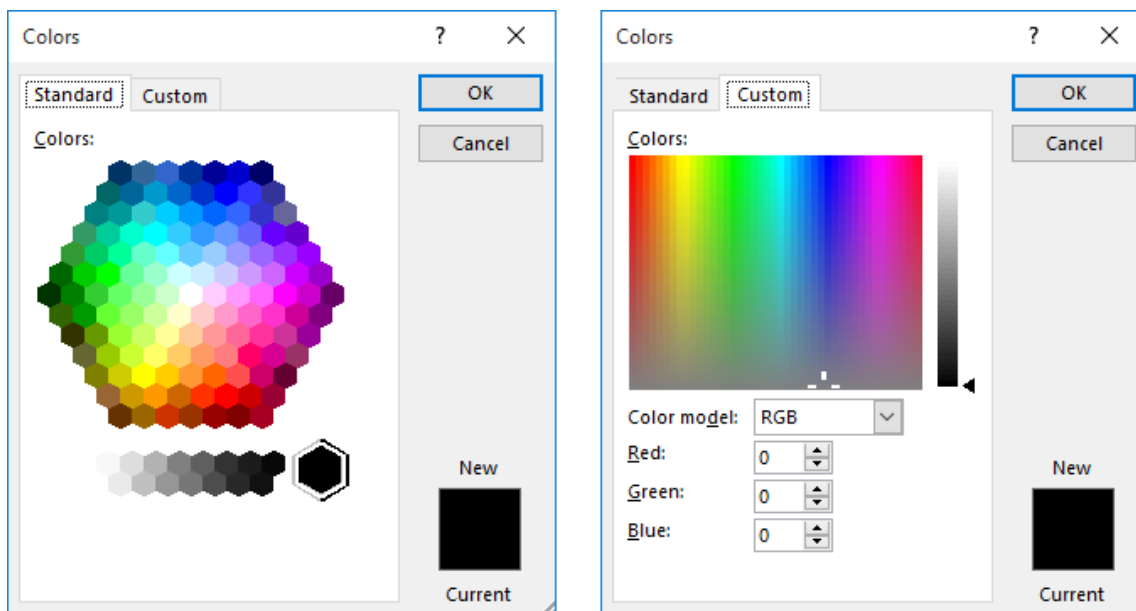 Colors ? ✕
Standard Custom
OK
Cancel
Colors:
New
Current
Colors ? ✕
Standard Custom
OK
Cancel
Colors:
Color model: RGB
Red: 0
Green: 0
Blue: 0
New
Current